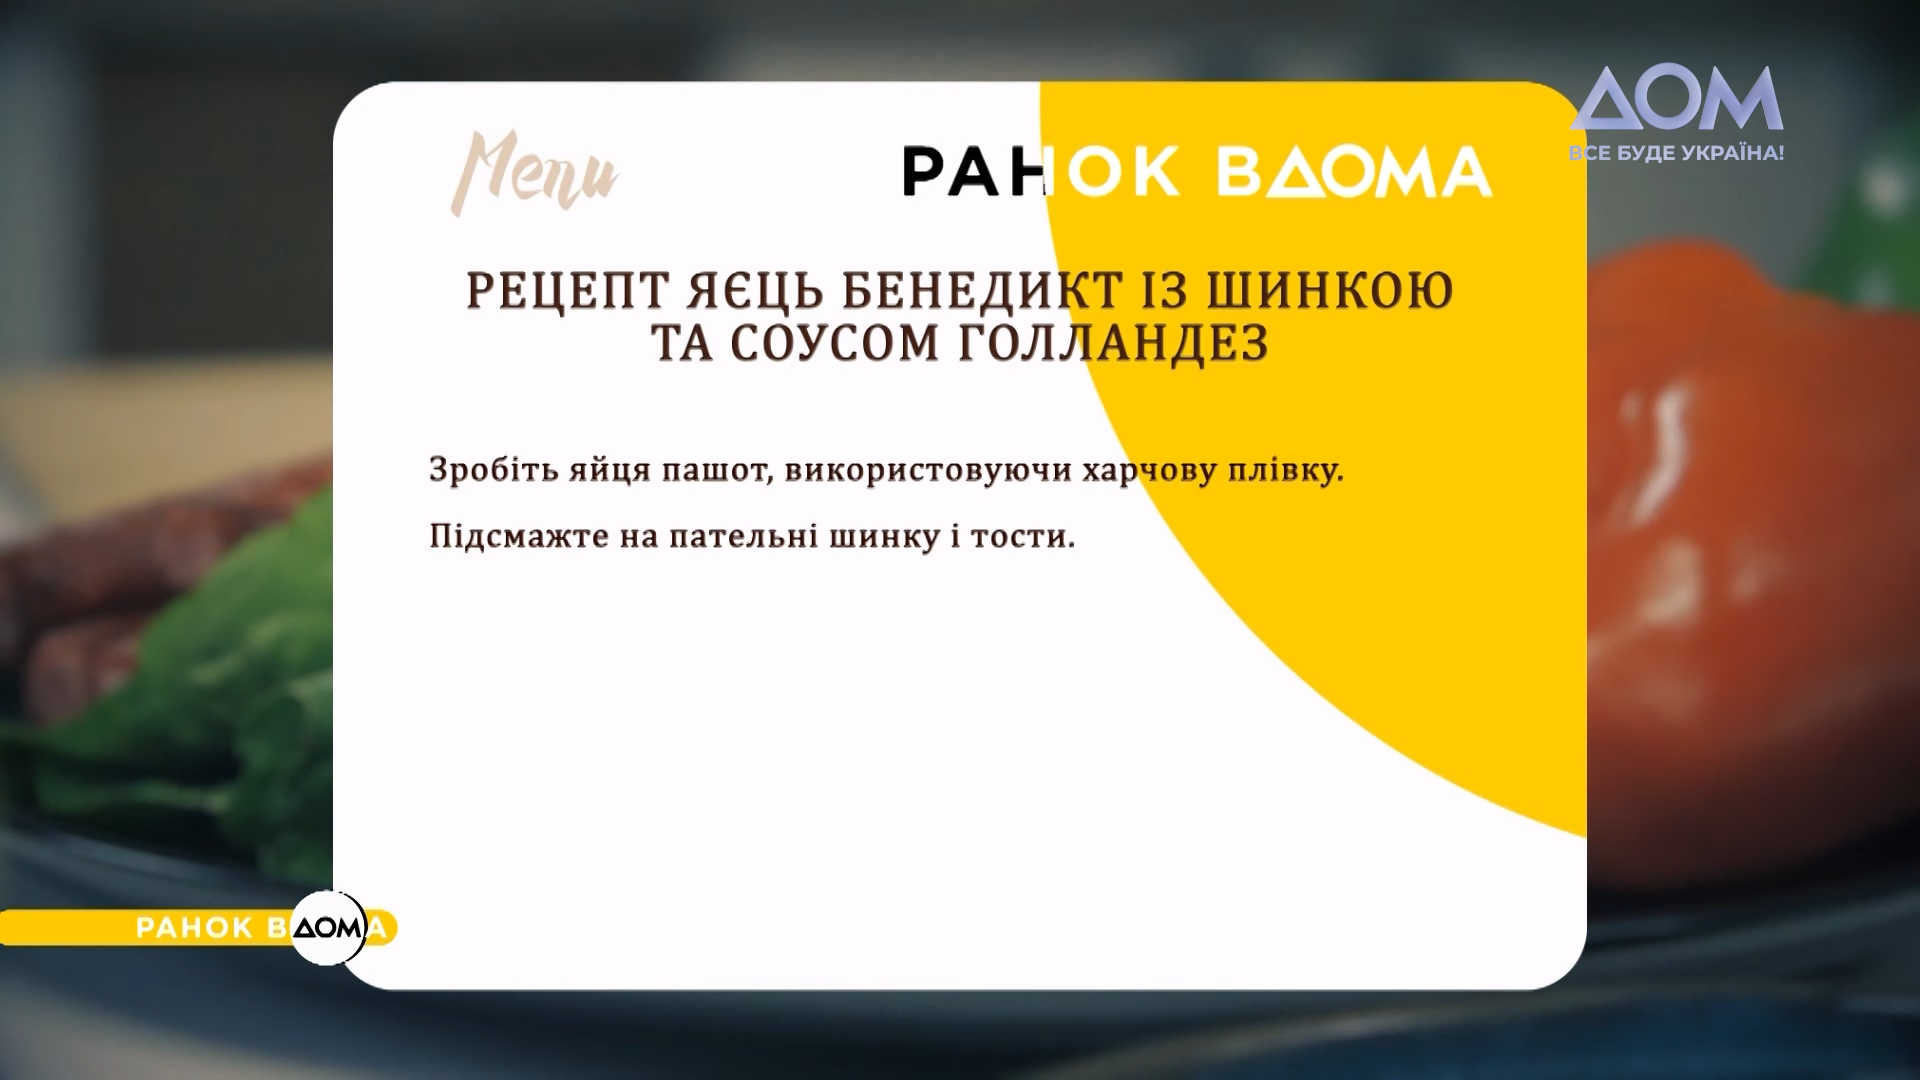 ДОМ
ВСЕ БУДЕ УКРАЇНА!
Menu
РАНОК ВДОМА
РЕЦЕПТ ЯЄЦЬ БЕНЕДИКТ ІЗ ШИНКОЮ
ТА СОУСОМ ГОЛЛАНДЕЗ
Зробіть яйця пашот, використовуючи харчову плівку.
Підсмажте на пательні шинку і тости.
РАНОК ВДОМА